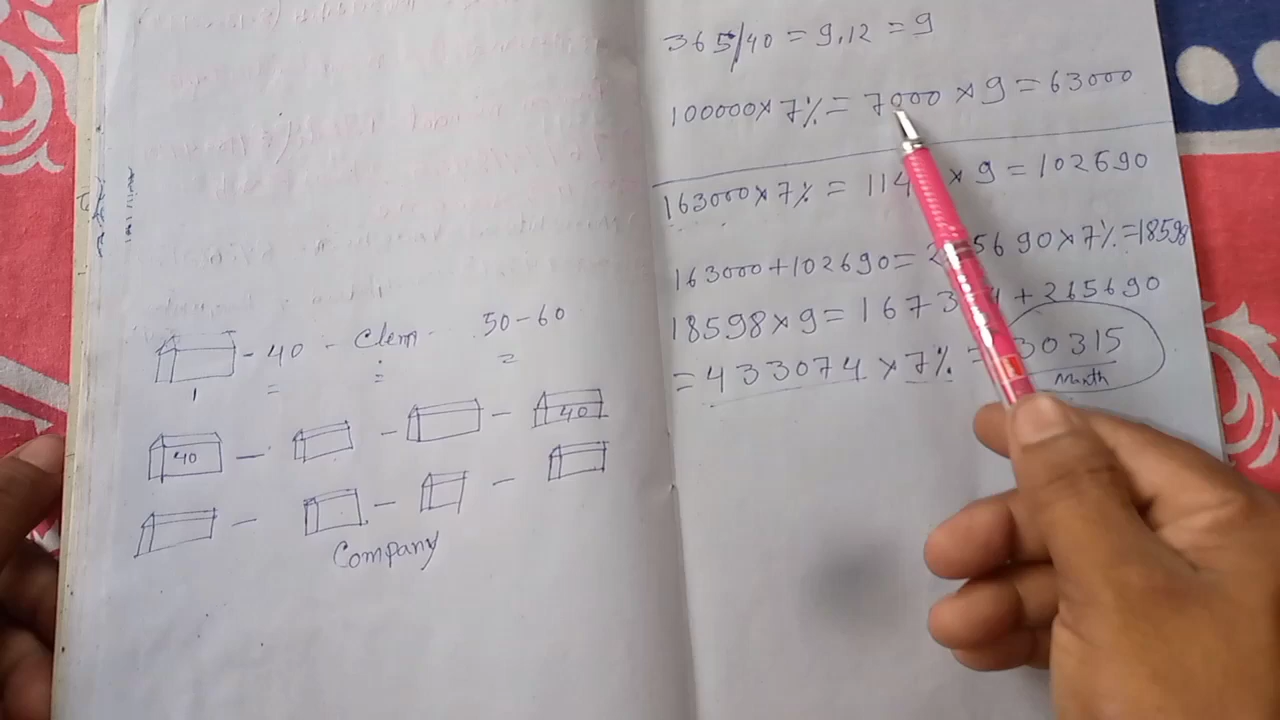 - 40 - Clem - 50-60
1 = =
40 - - - 40
- - -
Company
365/40 = 9.12 = 9
100000 x 7% = 7000 x 9 = 63000
163000 x 7% = 114 x 9 = 102690
163000 + 102690 = 2 5690 x 7% = 18598
18598 x 9 = 1673 + 265690
= 433074 x 7% = 30315
Month